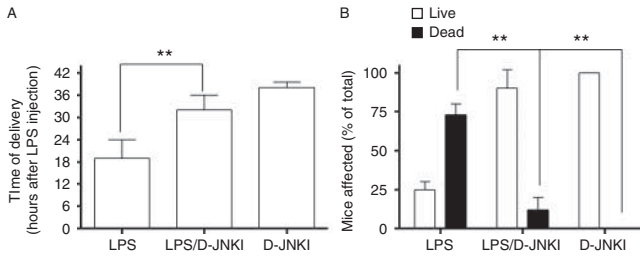 A
**
TIme of delivery
(hours after LPS injection)
42
36
30
24
18
12
6
0
LPS
LPS/D-JNKI
D-JNKI
B
Live
Dead
**
**
Mice affected (% of total)
100
75
50
25
0
LPS
LPS/D-JNKI
D-JNKI